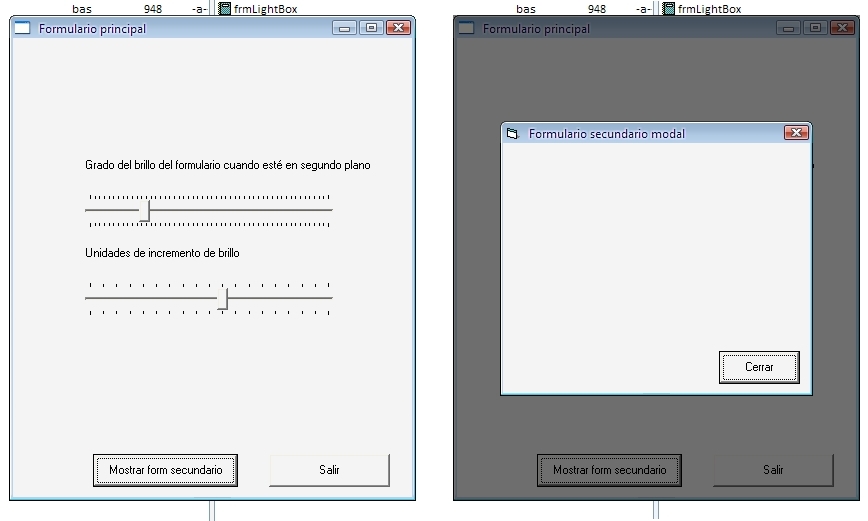 bas 948 -a- frmLightBox
Formulario principal
Grado del brillo del formulario cuando esté en segundo plano
Unidades de incremento de brillo
Mostrar form secundario Salir
bas 948 -a- frmLightBox
Formulario principal
Formulario secundario modal
Cerrar
Mostrar form secundario Salir